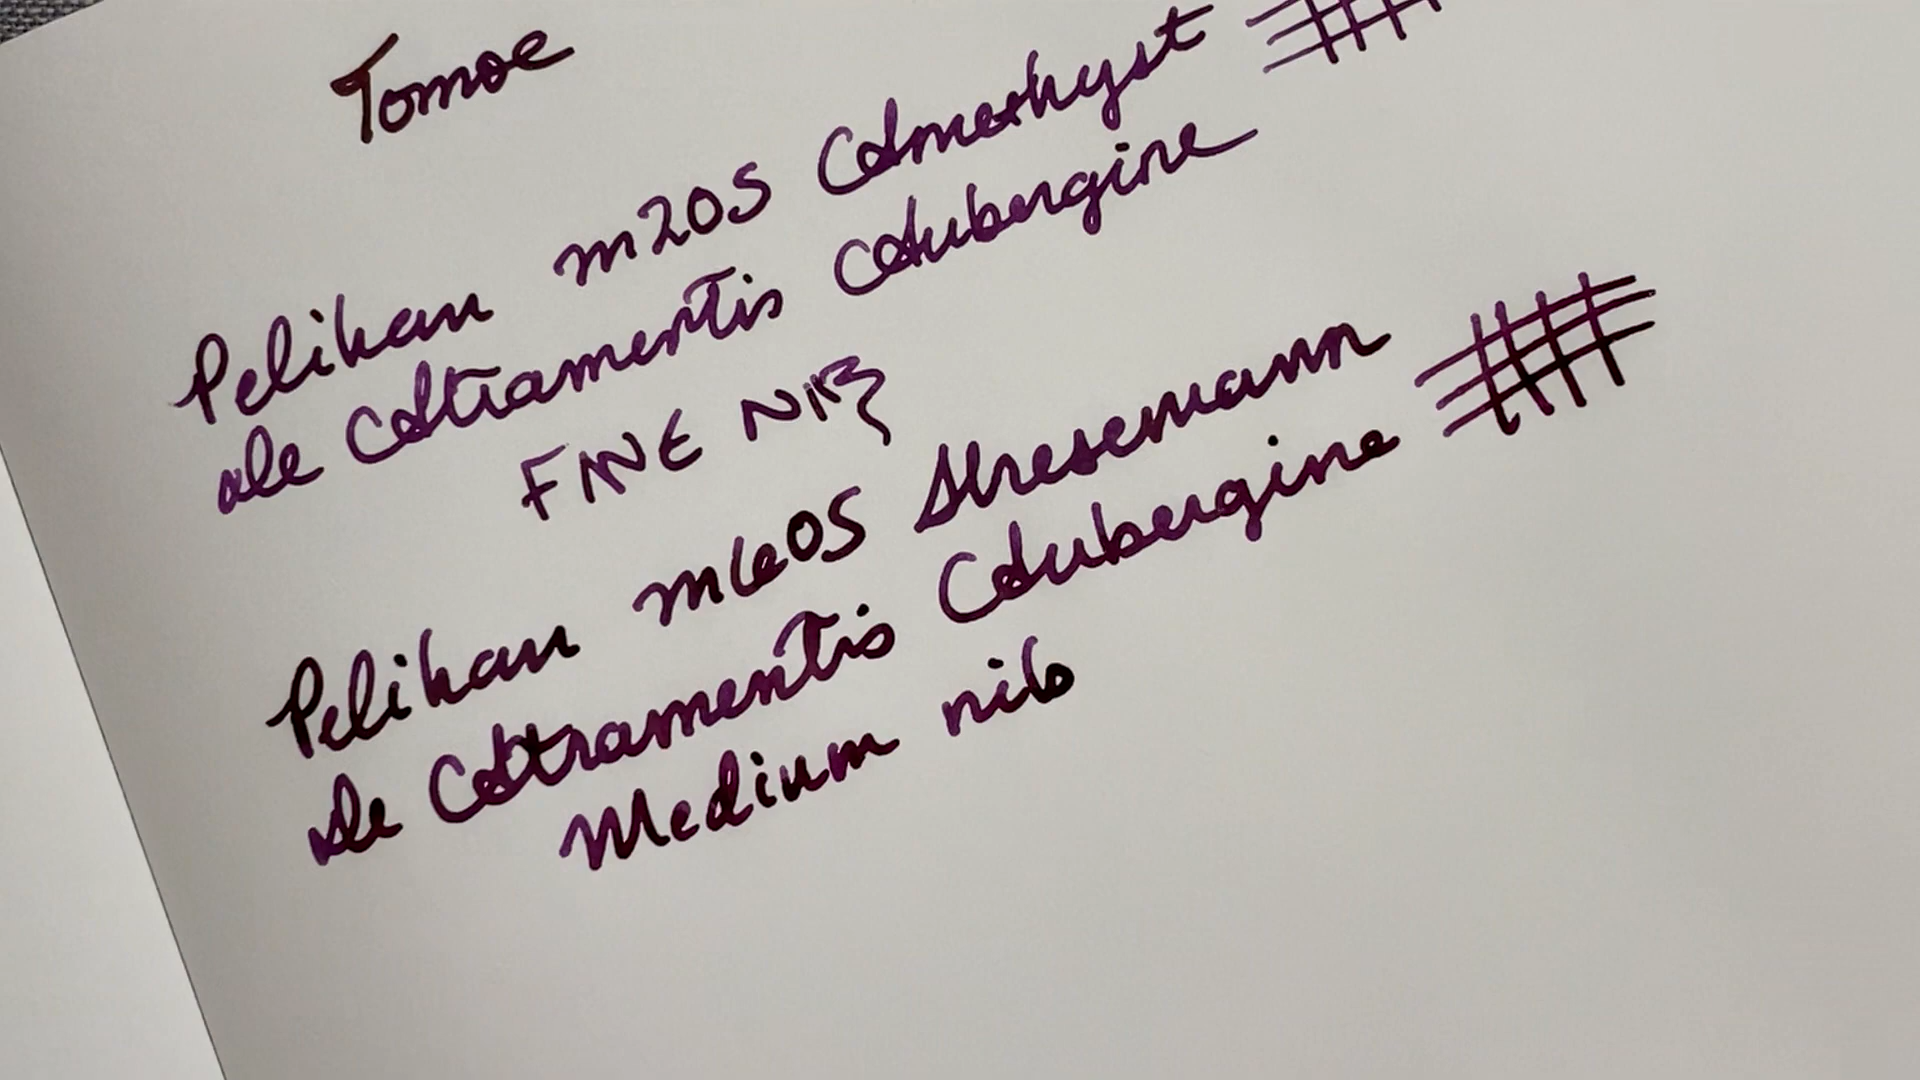 Tomoe
Pelikan m205 Amethyst
de Atramentis Aubergine
FINE NIB
Pelikan m605 Stresemann
De Atramentis Aubergine
Medium nib